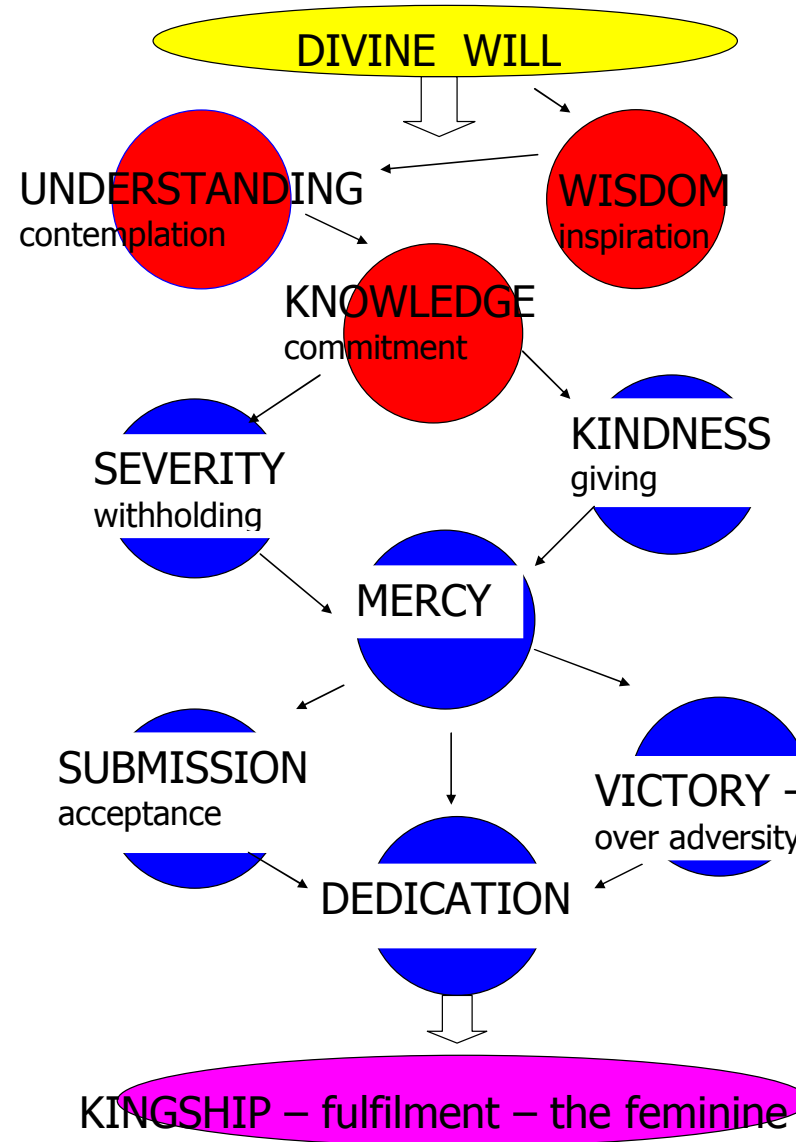 DIVINE WILL
UNDERSTANDING
contemplation
WISDOM
inspiration
KNOWLEDGE
commitment
SEVERITY
withholding
KINDNESS
giving
MERCY
SUBMISSION
acceptance
VICTORY -
over adversity
DEDICATION
KINGSHIP – fulfilment – the feminine